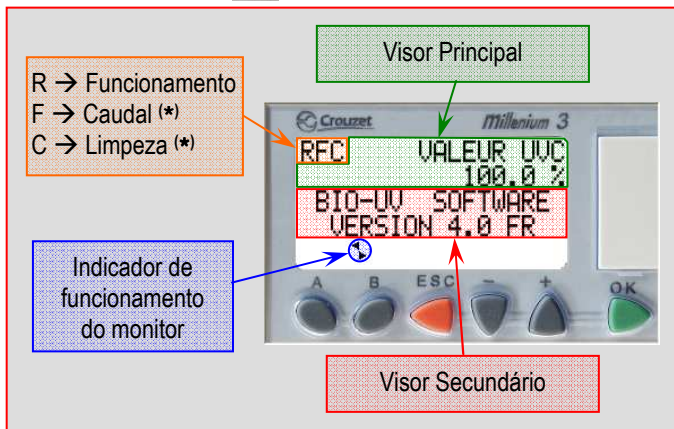 Visor Principal
R → Funcionamento
F → Caudal (*)
C → Limpeza (*)
Crouzet
Millenium 3
RFC VALEUR UVC
100.0 %
BIO-UV SOFTWARE
VERSION 4.0 FR
Indicador de
funcionamento
do monitor
A B ESC − + OK
Visor Secundário